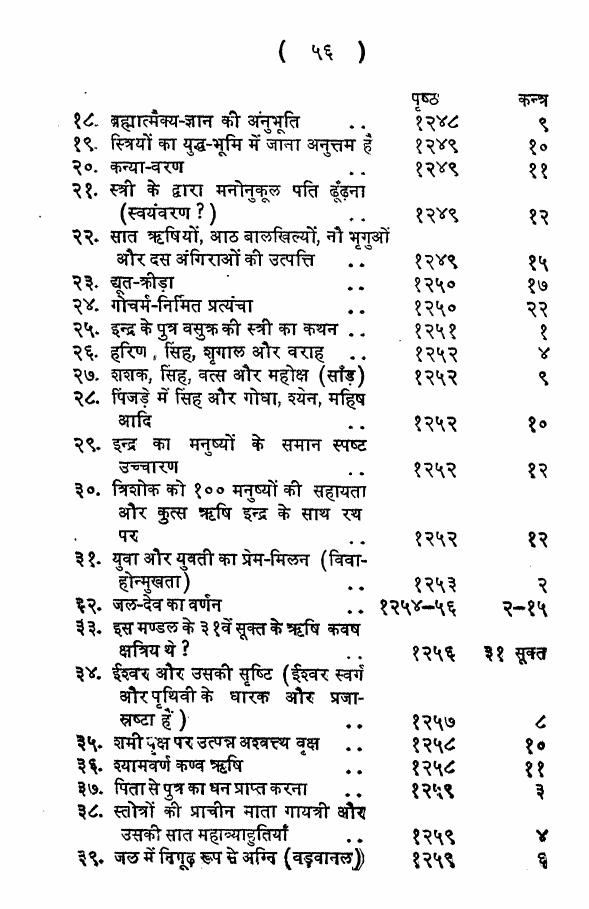 ( ५६ )
पृष्ठ कन्त्र
१८. ब्रह्मात्मैक्य-ज्ञान की अंनुभूति .. १२४८ ९
१९. स्त्रियों का युद्ध-भूमि में जाना अनुत्तम है १२४९ १०
२०. कन्या-वरण .. १२४९ ११
२१. स्त्री के द्वारा मनोनुकूल पति ढूँढ़ना
(स्वयंवरण ?) .. १२४९ १२
२२. सात ऋषियों, आठ बालखिल्यों, नौ भृगुओं
और दस अंगिराओं की उत्पत्ति .. १२४९ १५
२३. द्यूत-क्रीड़ा .. १२५० १७
२४. गोचर्म-निर्मित प्रत्यंचा .. १२५० २२
२५. इन्द्र के पुत्र वसुक्र की स्त्री का कथन .. १२५१ १
२६. हरिण, सिंह, शृगाल और वराह .. १२५२ ४
२७. शशक, सिंह, वत्स और महोक्ष (साँड़) १२५२ ९
२८. पिंजड़े में सिंह और गोधा, श्येन, महिष
आदि .. १२५२ १०
२९. इन्द्र का मनुष्यों के समान स्पष्ट
उच्चारण .. १२५२ १२
३०. त्रिशोक को १०० मनुष्यों की सहायता
और कुत्स ऋषि इन्द्र के साथ रथ
पर .. १२५२ १२
३१. युवा और युवती का प्रेम-मिलन (विवा-
होन्मुखता) .. १२५३ २
३२. जल-देव का वर्णन .. १२५४-५६ २-१५
३३. इस मण्डल के ३१वें सूक्त के ऋषि कवष
क्षत्रिय थे ? .. १२५६ ३१ सूक्त
३४. ईश्वर और उसकी सृष्टि (ईश्वर स्वर्ग
और पृथिवी के धारक और प्रजा-
स्रष्टा हैं) .. १२५७ ८
३५. शमी वृक्ष पर उत्पन्न अश्वत्त्थ वृक्ष .. १२५८ १०
३६. श्यामवर्ण कण्व ऋषि .. १२५८ ११
३७. पिता से पुत्र का धन प्राप्त करना .. १२५९ ३
३८. स्तोत्रों की प्राचीन माता गायत्री और
उसकी सात महाव्याहृतियाँ .. १२५९ ४
३९. जल में निगूढ़ रूप से अग्नि (वड़वानल) १२५९ ६